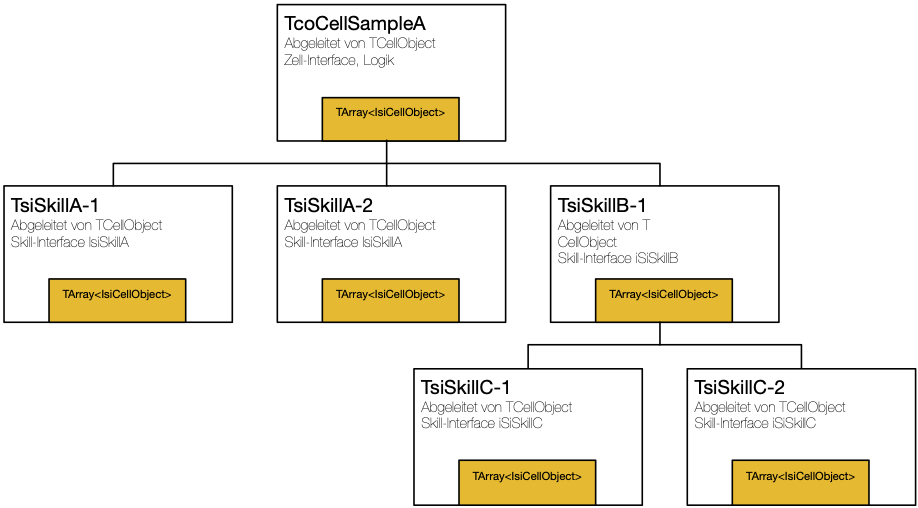 TcoCellSampleA
Abgeleitet von TCellObject
Zell-Interface, Logik
TArray<IsiCellObject>
TsiSkillA-1
Abgeleitet von TCellObject
Skill-Interface IsiSkillA
TArray<IsiCellObject>
TsiSkillA-2
Abgeleitet von TCellObject
Skill-Interface IsiSkillA
TArray<IsiCellObject>
TsiSkillB-1
Abgeleitet von T
CellObject
Skill-Interface iSiSkillB
TArray<IsiCellObject>
TsiSkillC-1
Abgeleitet von TCellObject
Skill-Interface iSiSkillC
TArray<IsiCellObject>
TsiSkillC-2
Abgeleitet von TCellObject
Skill-Interface iSiSkillC
TArray<IsiCellObject>